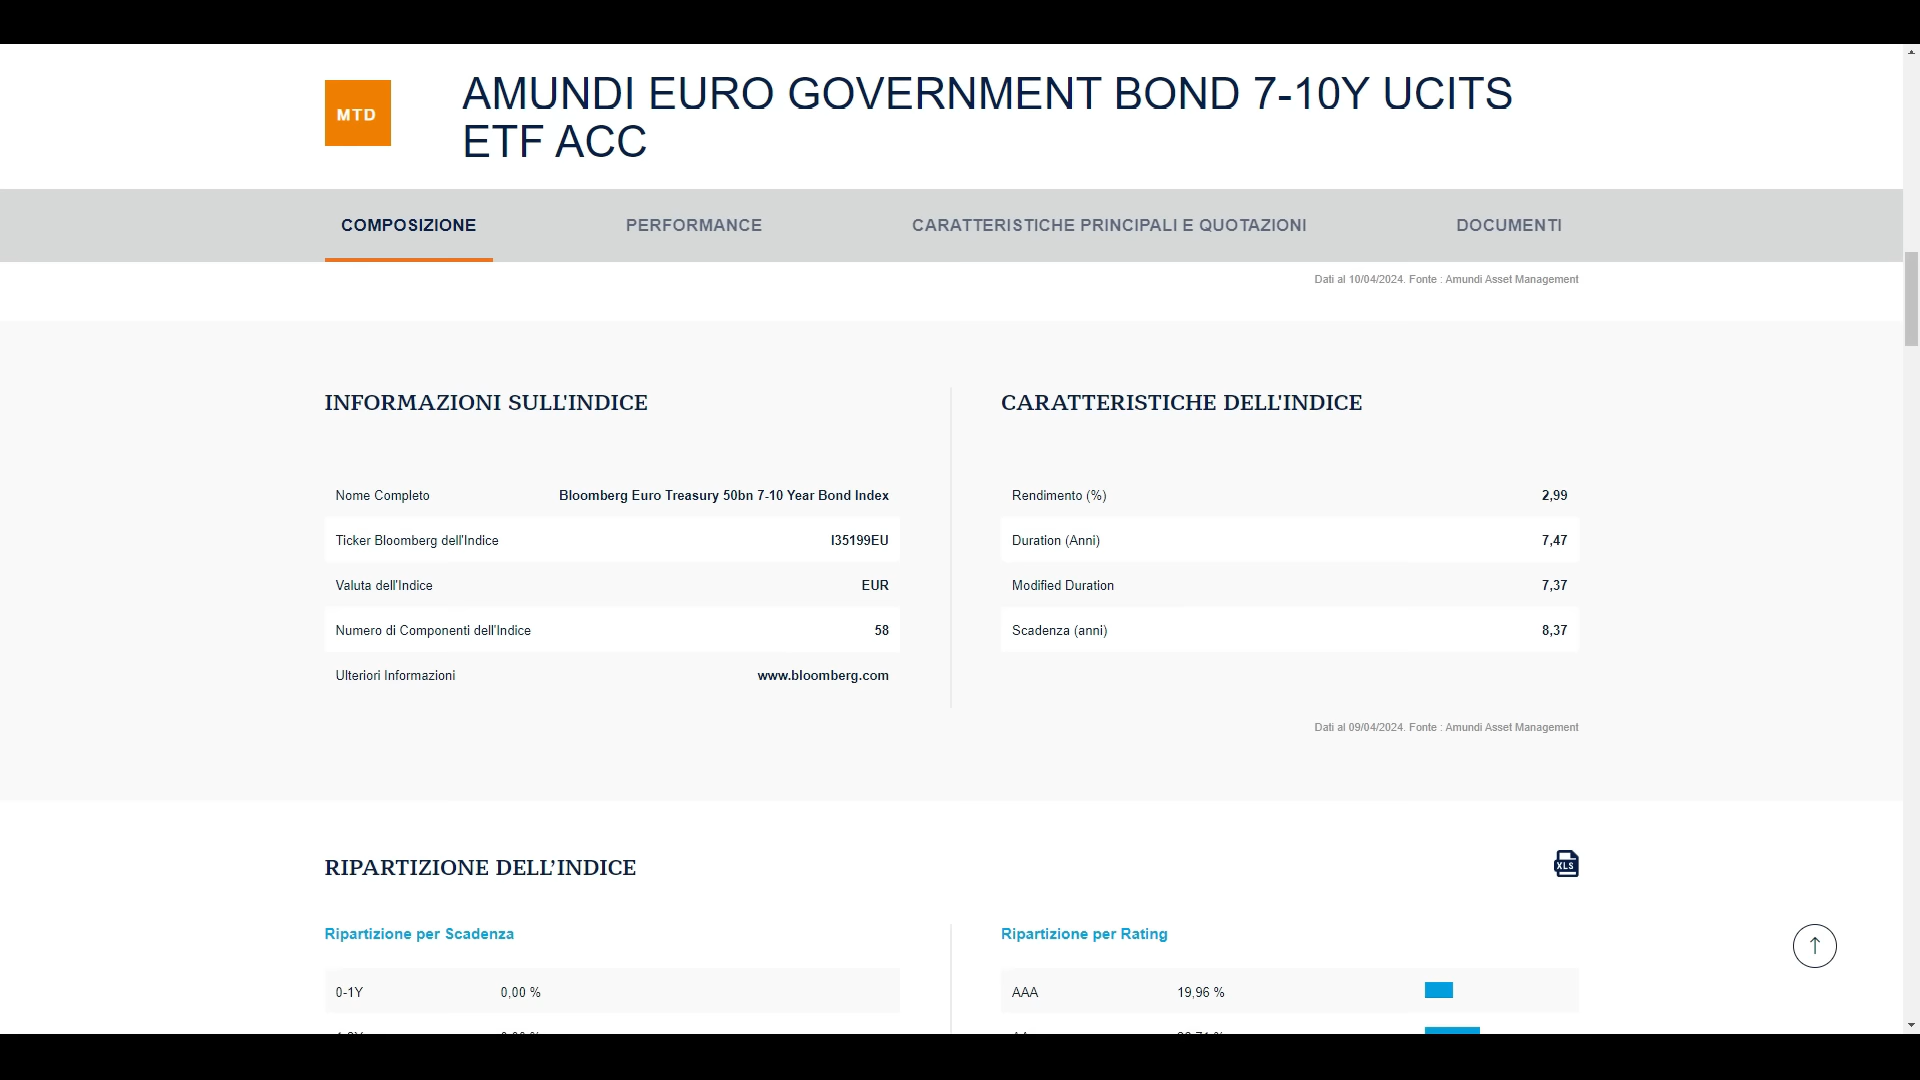 MTD
AMUNDI EURO GOVERNMENT BOND 7-10Y UCITS
ETF ACC
COMPOSIZIONE PERFORMANCE CARATTERISTICHE PRINCIPALI E QUOTAZIONI DOCUMENTI
Dati al 10/04/2024. Fonte : Amundi Asset Management
INFORMAZIONI SULL'INDICE
Nome Completo Bloomberg Euro Treasury 50bn 7-10 Year Bond Index
Ticker Bloomberg dell'Indice I35199EU
Valuta dell'Indice EUR
Numero di Componenti dell'Indice 58
Ulteriori Informazioni www.bloomberg.com
CARATTERISTICHE DELL'INDICE
Rendimento (%) 2,99
Duration (Anni) 7,47
Modified Duration 7,37
Scadenza (anni) 8,37
Dati al 09/04/2024. Fonte : Amundi Asset Management
RIPARTIZIONE DELL’INDICE
XLS
Ripartizione per Scadenza
0-1Y 0,00 %
Ripartizione per Rating
AAA 19,96 %